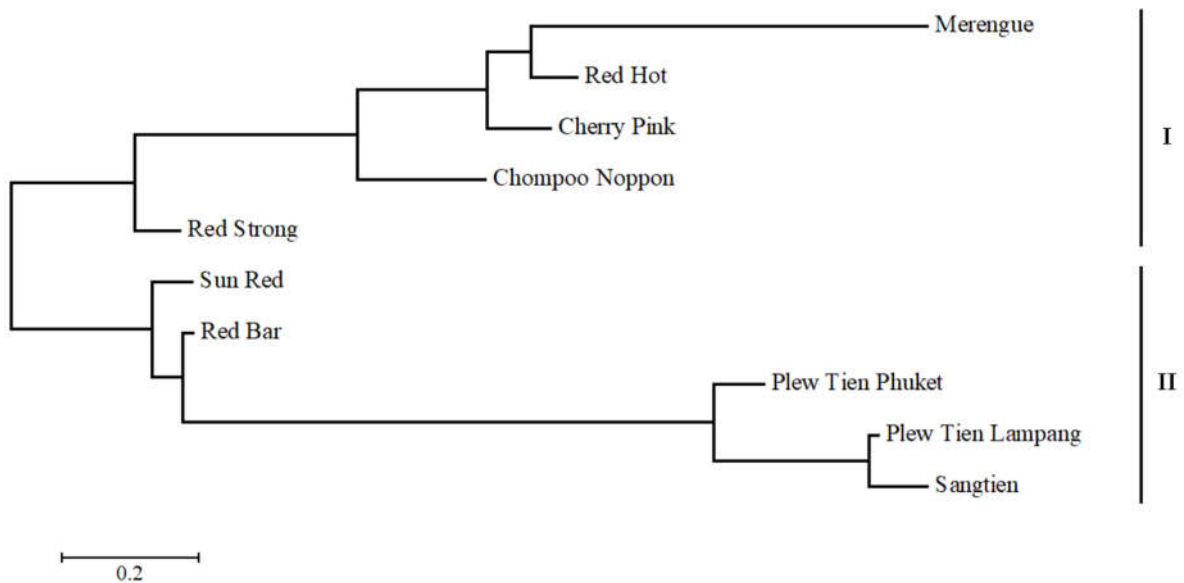 Merengue
Red Hot
Cherry Pink
I
Chompoo Noppon
Red Strong
Sun Red
Red Bar
Plew Tien Phuket
II
Plew Tien Lampang
Sangtien
0.2